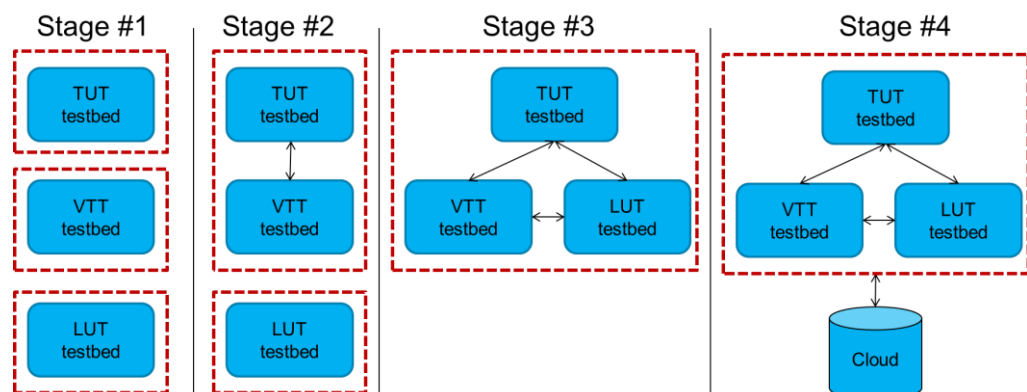 Stage #1
TUT
testbed
VTT
testbed
LUT
testbed
Stage #2
TUT
testbed
VTT
testbed
LUT
testbed
Stage #3
TUT
testbed
VTT
testbed
LUT
testbed
Stage #4
TUT
testbed
VTT
testbed
LUT
testbed
Cloud